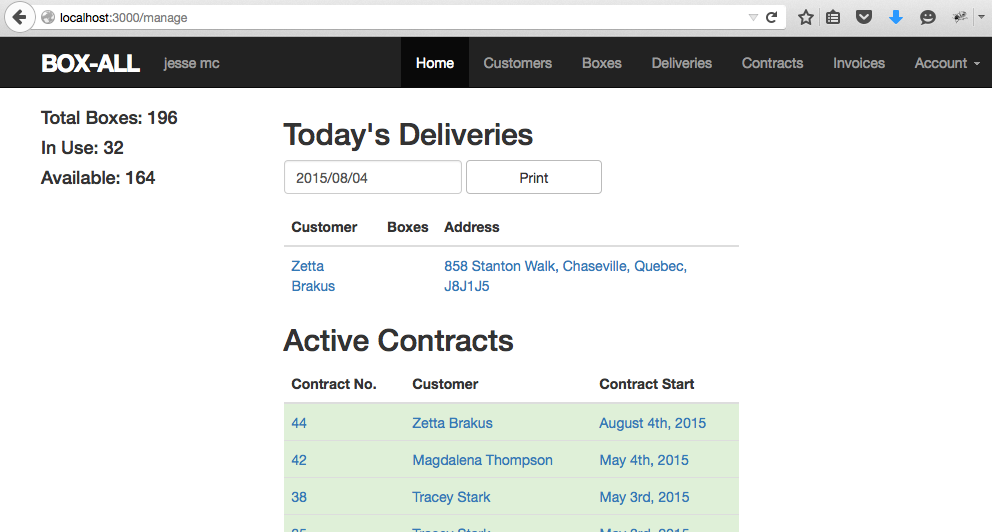 localhost:3000/manage
BOX-ALL jesse mc Home Customers Boxes Deliveries Contracts Invoices Account
Total Boxes: 196
In Use: 32
Available: 164
Today's Deliveries
2015/08/04 Print
Customer Boxes Address
Zetta 858 Stanton Walk, Chaseville, Quebec,
Brakus J8J1J5
Active Contracts
Contract No. Customer Contract Start
44 Zetta Brakus August 4th, 2015
42 Magdalena Thompson May 4th, 2015
38 Tracey Stark May 3rd, 2015